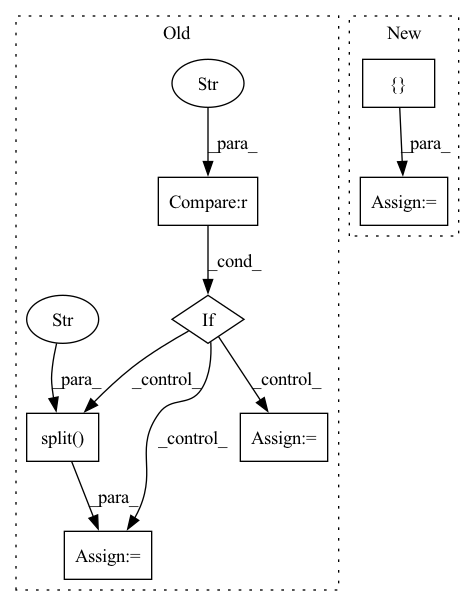 Old
New
Str
{}
_para_
_para_
Compare:r
Assign:=
_cond_
Str
If
_para_
_control_
_control_
split()
_control_
Assign:=
_para_
Assign:=